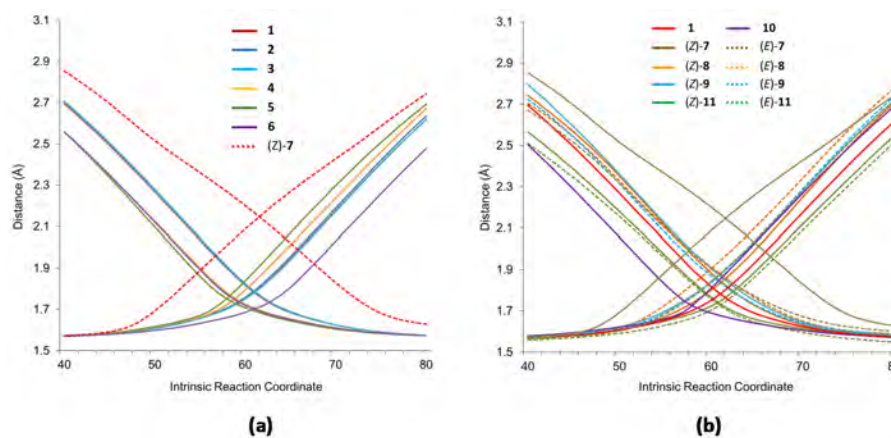 3.1
2.9
2.7
2.5
2.3
2.1
1.9
1.7
1.5
Distance (Å)
40 50 60 70 80
Intrinsic Reaction Coordinate
1
2
3
4
5
6
(Z)-7
(a)
3.1
2.9
2.7
2.5
2.3
2.1
1.9
1.7
1.5
Distance (Å)
40 50 60 70 80
Intrinsic Reaction Coordinate
1 10
(Z)-7 (E)-7
(Z)-8 (E)-8
(Z)-9 (E)-9
(Z)-11 (E)-11
(b)